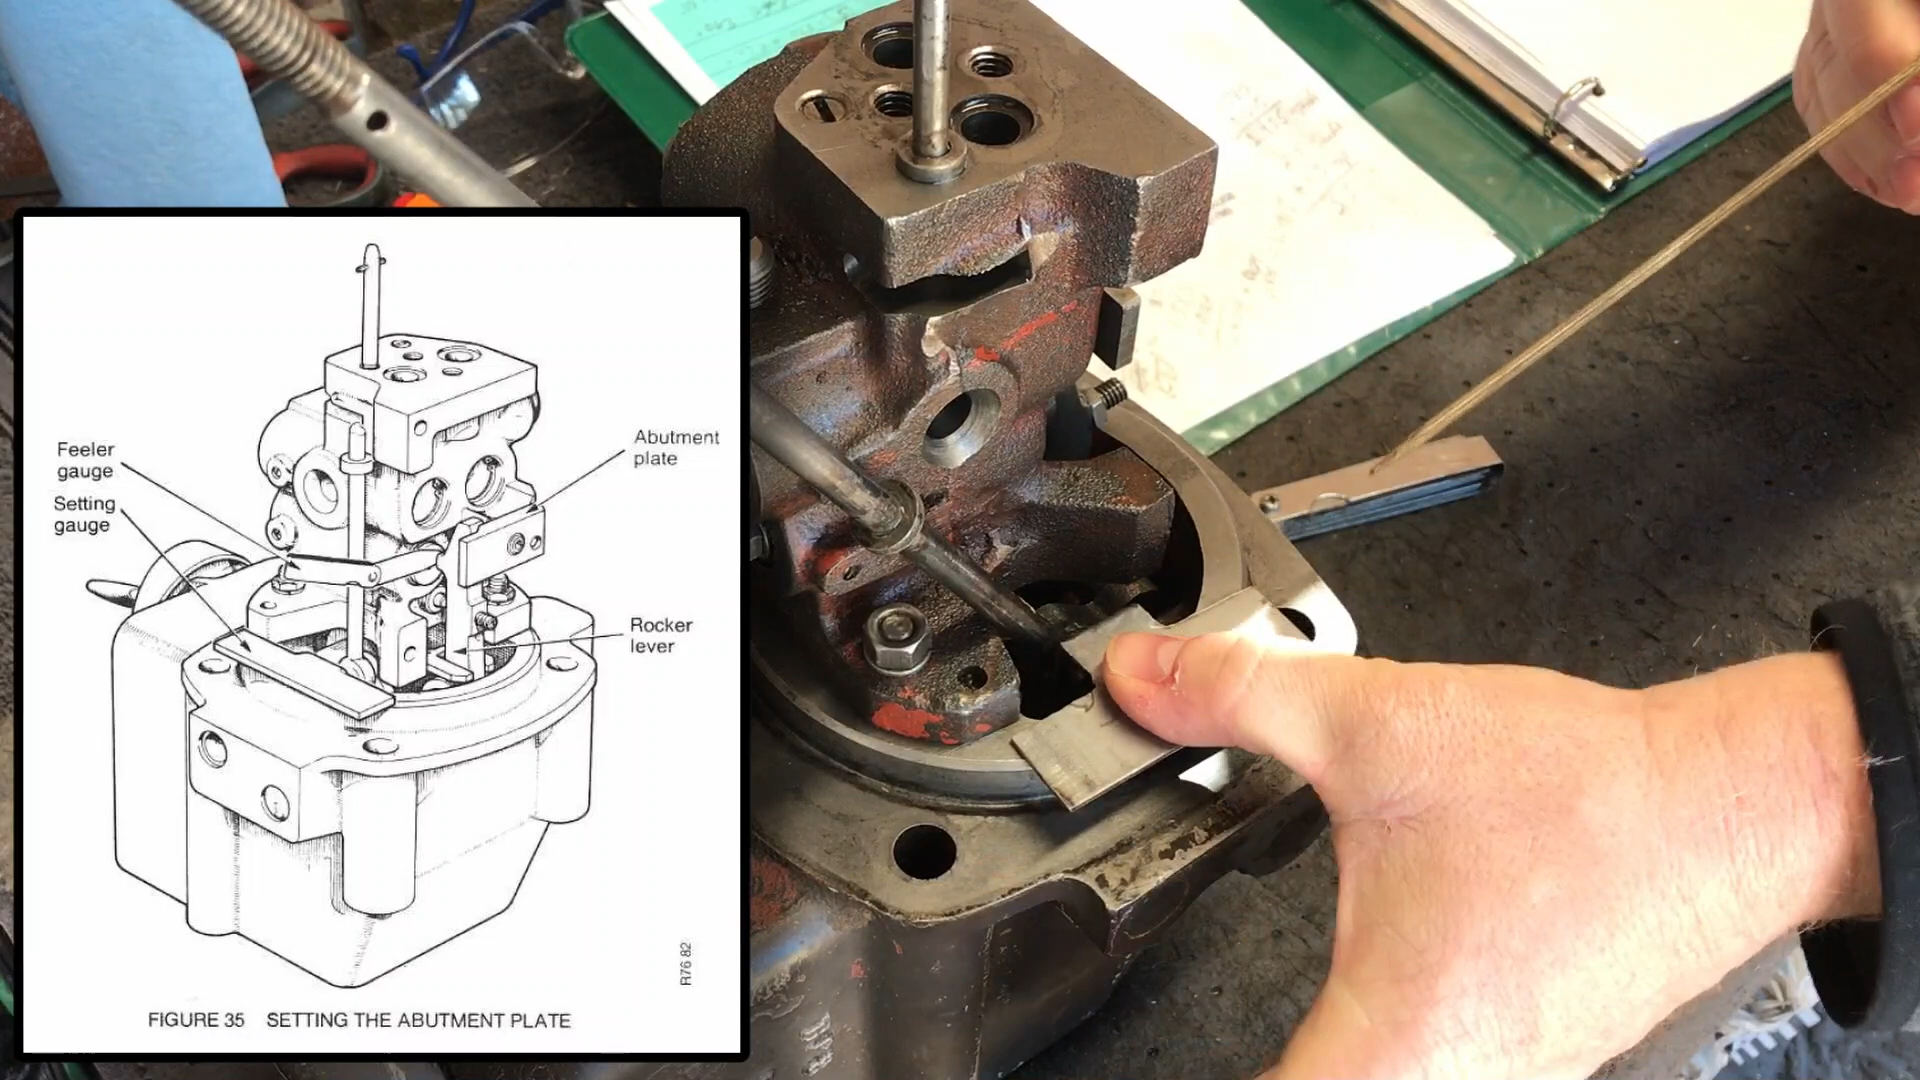 Feeler
gauge
Setting
gauge
Abutment
plate
Rocker
lever
R76 82
FIGURE 35 SETTING THE ABUTMENT PLATE